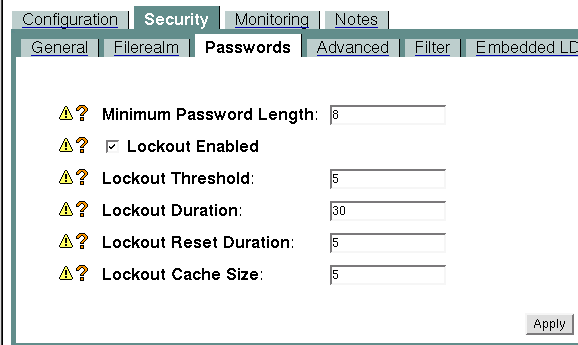 Configuration Security Monitoring Notes
General Filerealm Passwords Advanced Filter Embedded LD
Minimum Password Length: 8
Lockout Enabled
Lockout Threshold: 5
Lockout Duration: 30
Lockout Reset Duration: 5
Lockout Cache Size: 5
Apply